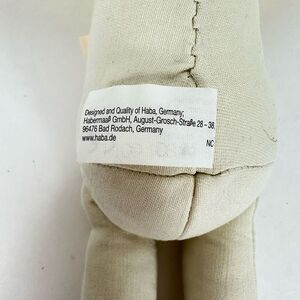 Designed and Quality of Haba, Germany;
Habermaaß GmbH, August-Grosch-Straße 28 – 38
96476 Bad Rodach, Germany
www.haba.de
NC